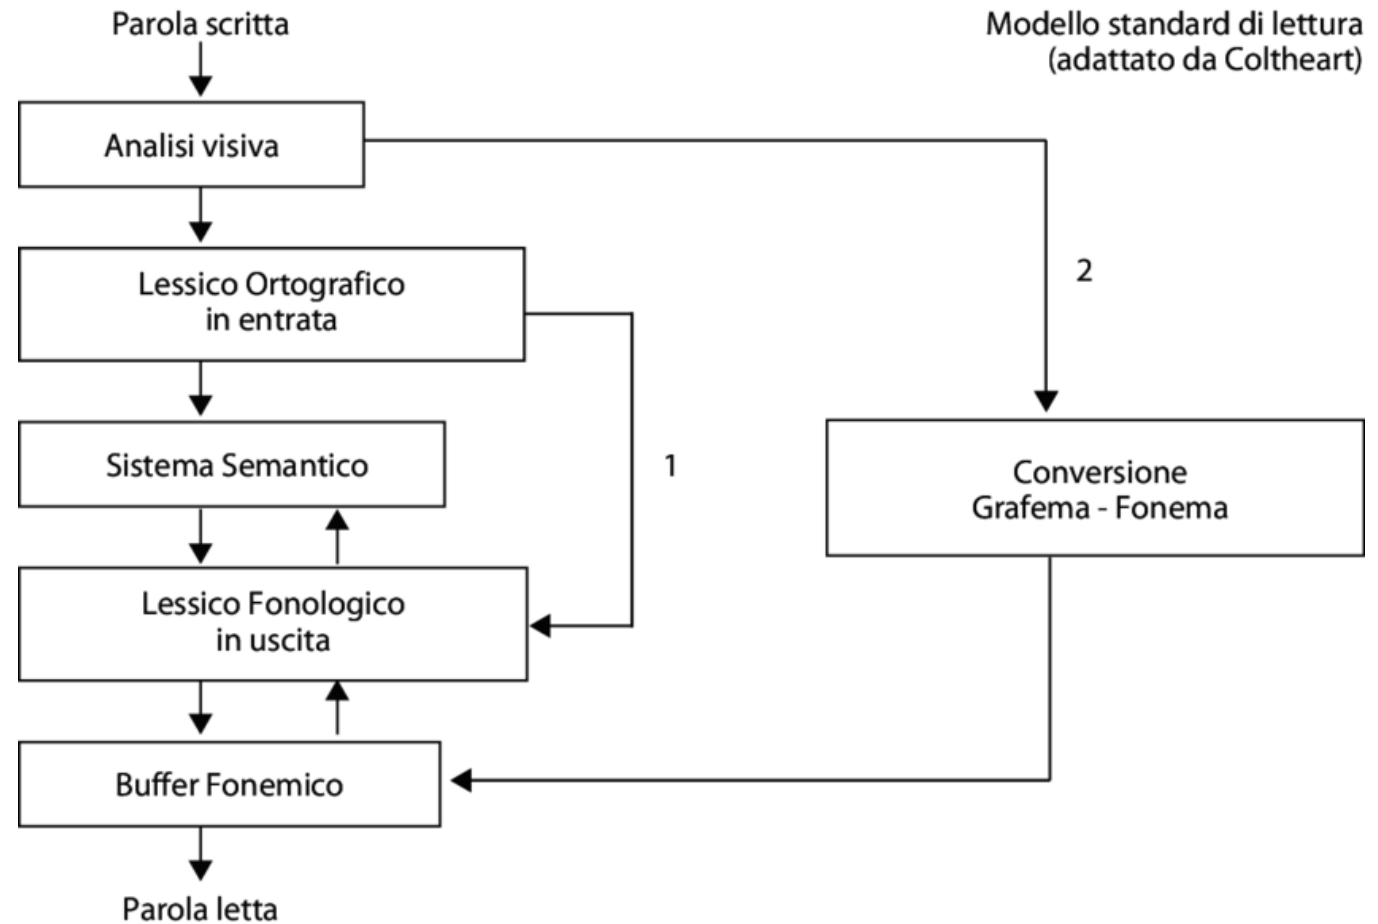 Parola scritta
Modello standard di lettura
(adattato da Coltheart)
Analisi visiva
Lessico Ortografico
in entrata
2
Sistema Semantico
1
Conversione
Grafema - Fonema
Lessico Fonologico
in uscita
Buffer Fonemico
Parola letta